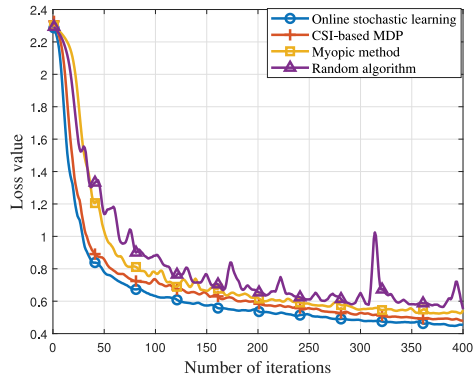 2.4
2.2
2
1.8
1.6
1.4
1.2
1
0.8
0.6
0.4
Loss value
Online stochastic learning
CSI-based MDP
Myopic method
Random algorithm
0 50 100 150 200 250 300 350 400
Number of iterations